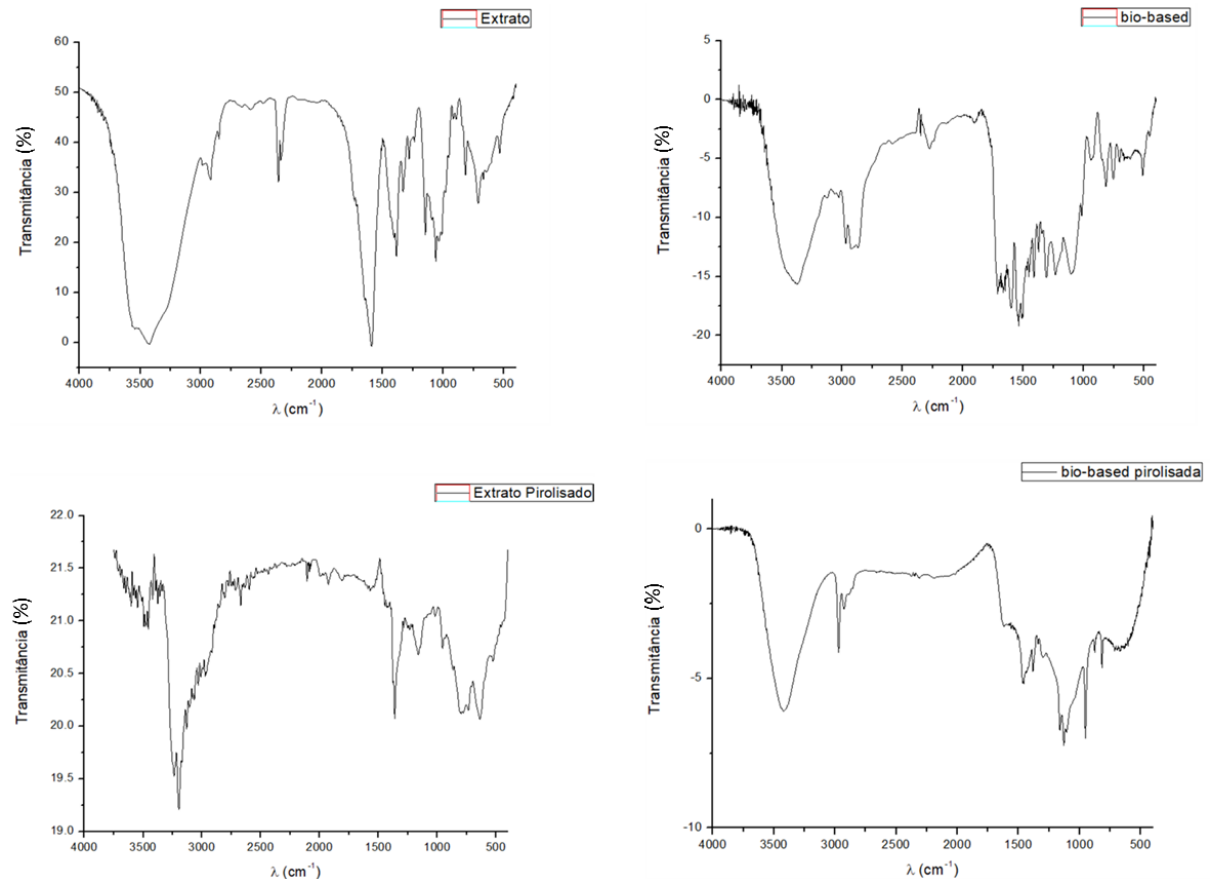 Extrato
60
50
40
30
20
10
0
Transmitância (%)
4000 3500 3000 2500 2000 1500 1000 500
λ (cm⁻¹)
bio-based
5
0
-5
-10
-15
-20
Transmitância (%)
4000 3500 3000 2500 2000 1500 1000 500
λ (cm⁻¹)
Extrato Pirolisado
22.0
21.5
21.0
20.5
20.0
19.5
19.0
Transmitância (%)
4000 3500 3000 2500 2000 1500 1000 500
λ (cm⁻¹)
bio-based pirolisada
0
-5
-10
Transmitância (%)
4000 3500 3000 2500 2000 1500 1000 500
λ (cm⁻¹)